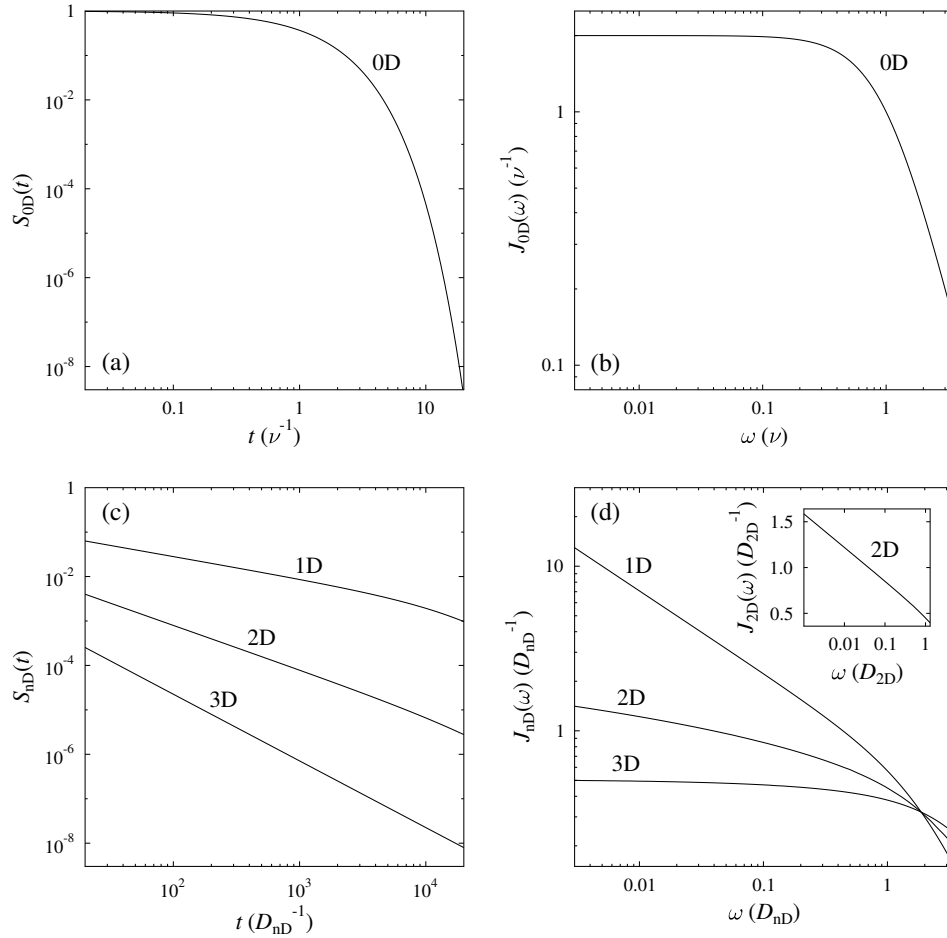 1
10^-2
10^-4
10^-6
10^-8
S_0D(t)
0D
(a)
0.1
1
10
t (ν^-1)
1
0.1
J_0D(ω) (ν^-1)
0D
(b)
0.01
0.1
1
ω (ν)
1
10^-2
10^-4
10^-6
10^-8
S_nD(t)
(c)
1D
2D
3D
10^2
10^3
10^4
t (D_nD^-1)
10
1
J_nD(ω) (D_nD^-1)
(d)
1D
2D
3D
0.01
0.1
1
ω (D_nD)
1.5
1.0
0.5
J_2D(ω) (D_2D^-1)
2D
0.01
0.1
1
ω (D_2D)